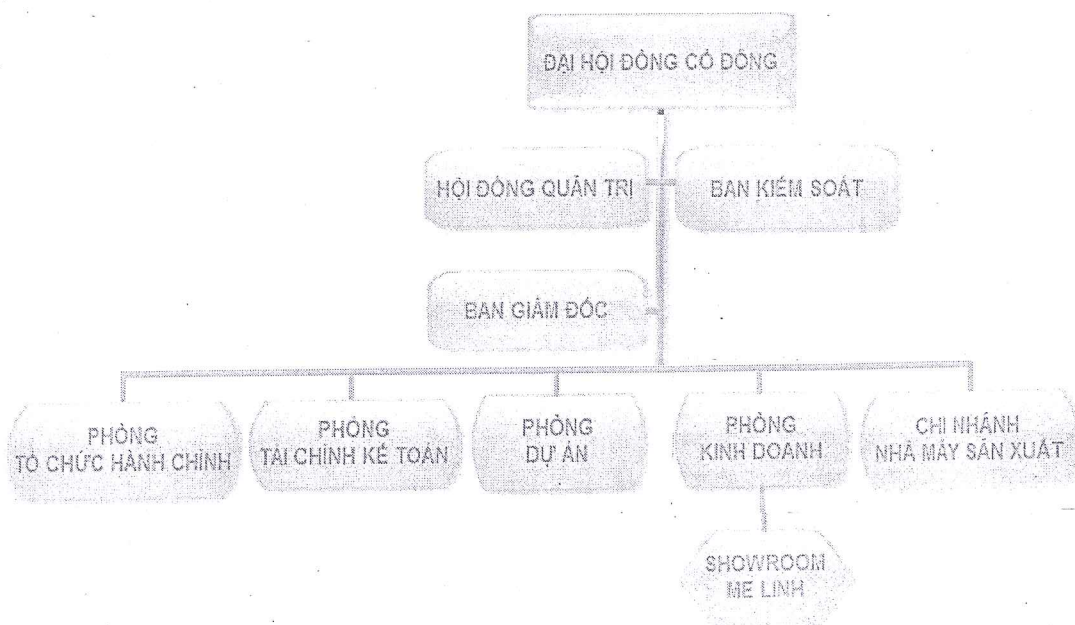 ĐẠI HỘI ĐỒNG CỔ ĐÔNG
HỘI ĐỒNG QUẢN TRỊ
BAN KIỂM SOÁT
BAN GIÁM ĐỐC
PHÒNG
TỔ CHỨC HÀNH CHÍNH
PHÒNG
TÀI CHÍNH KẾ TOÁN
PHÒNG
DỰ ÁN
PHÒNG
KINH DOANH
CHI NHÁNH
NHÀ MÁY SẢN XUẤT
SHOWROOM
MÊ LINH